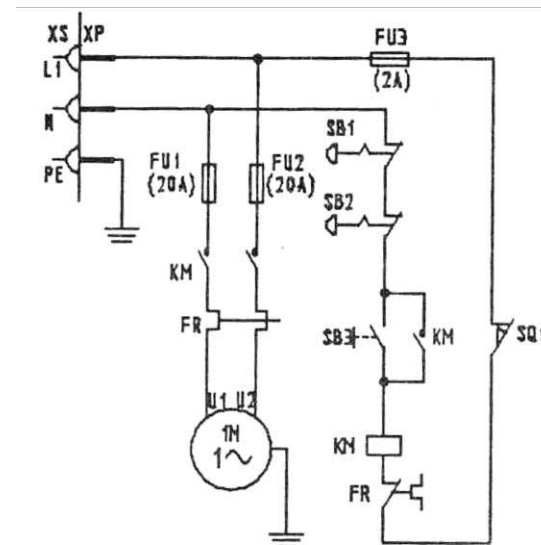 XS XP
L1
N
PE
FU3
(2A)
SB1
FU1
(20A)
FU2
(20A)
SB2
KM
SB3
KM
FR
U1 U2
1M
1~
KM
FR